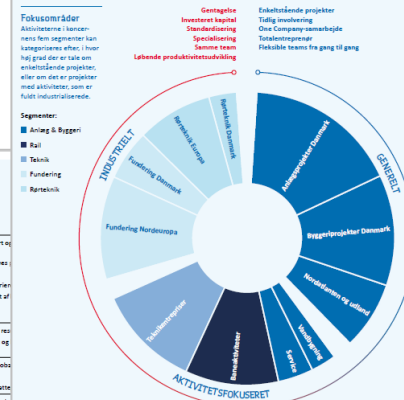 Fokusområder
Aktiviteterne i koncer-
nens fem segmenter kan
kategoriseres efter, i hvor
høj grad der er tale om
enkeltstående projekter,
eller om det er projekter
med aktiviteter, som er
fuldt industrialiserede.
Segmenter:
Anlæg & Byggeri
Rail
Teknik
Fundering
Rørteknik
Gentagelse
Investeret kapital
Standardisering
Specialisering
Samme team
Løbende produktivitetsudvikling
Enkeltstående projekter
Tidlig involvering
One Company-samarbejde
Totalentreprenør
Fleksible teams fra gang til gang
INDUSTRIELT
GENERELT
AKTIVITETSFOKUSERET
Rørteknik Danmark
Rørteknik Europa
Fundering Danmark
Fundering Nordeuropa
Teknikentrepriser
Baneaktiviteter
Service
Vandbygning
Nordatlanten og udland
Byggeriprojekter Danmark
Anlægsprojekter Danmark